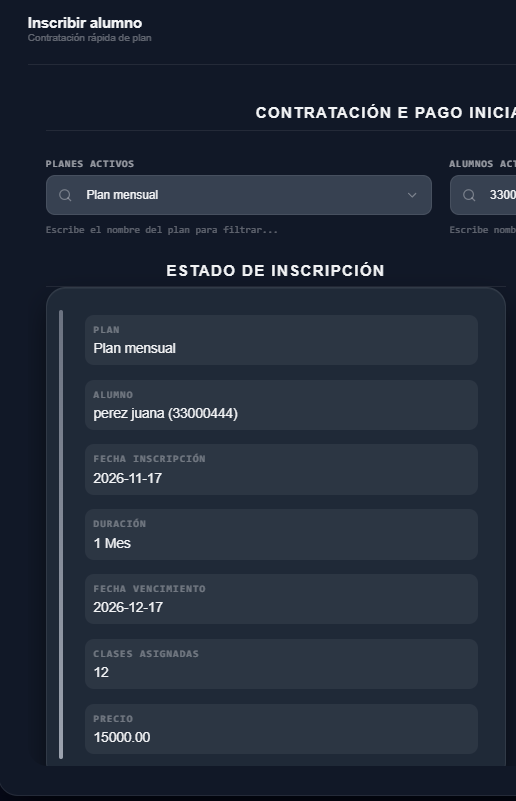 Inscribir alumno
Contratación rápida de plan
CONTRATACIÓN E PAGO INICIA
PLANES ACTIVOS
Plan mensual
Escribe el nombre del plan para filtrar...
ALUMNOS ACT
3300
Escribe nomb
ESTADO DE INSCRIPCIÓN
PLAN
Plan mensual
ALUMNO
perez juana (33000444)
FECHA INSCRIPCIÓN
2026-11-17
DURACIÓN
1 Mes
FECHA VENCIMIENTO
2026-12-17
CLASES ASIGNADAS
12
PRECIO
15000.00